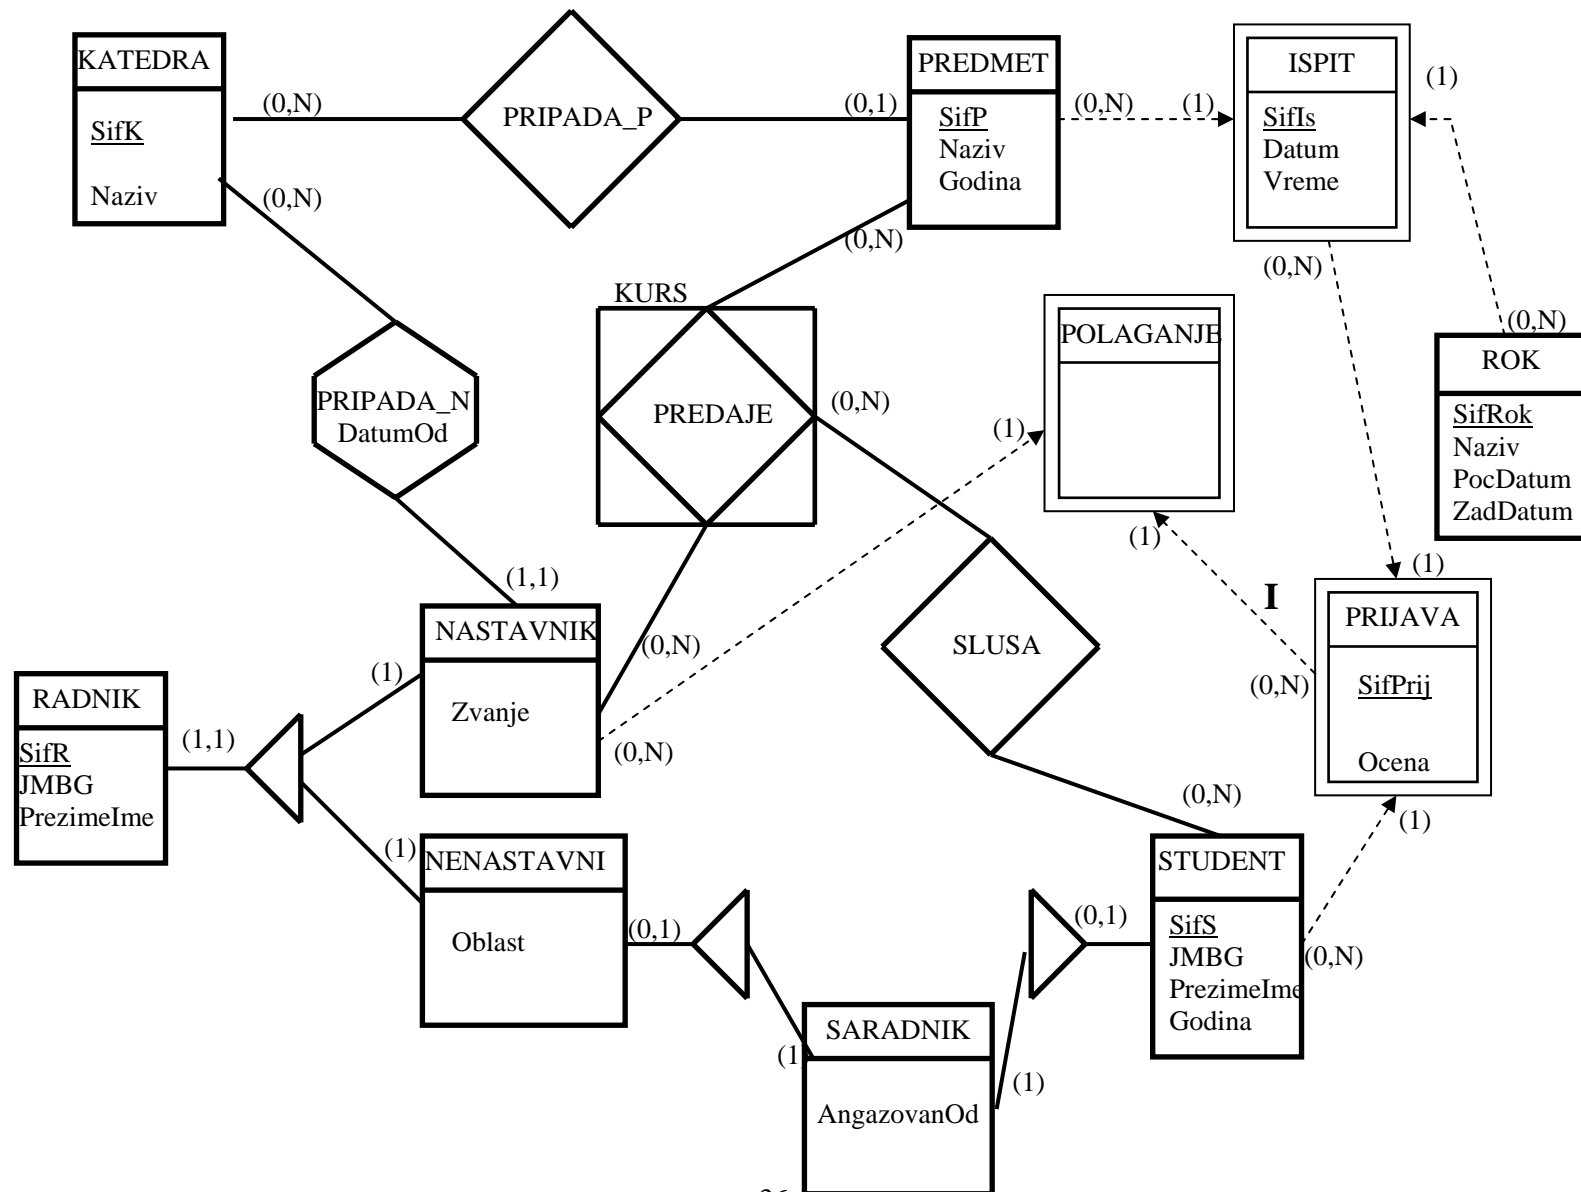 KATEDRA
SifK
Naziv
(0,N)
PRIPADA_P
(0,1)
PREDMET
SifP
Naziv
Godina
(0,N)
(1)
ISPIT
SifIs
Datum
Vreme
(1)
(0,N)
(0,N)
(0,N)
KURS
PREDAJE
(0,N)
POLAGANJE
(1)
(1)
(0,N)
ROK
SifRok
Naziv
PocDatum
ZadDatum
PRIPADA_N
DatumOd
(1,1)
NASTAVNIK
Zvanje
(0,N)
(0,N)
SLUSA
(0,N)
I
(1)
PRIJAVA
SifPrij
Ocena
(0,N)
(1)
RADNIK
SifR
JMBG
PrezimeIme
(1,1)
(1)
(1)
NENASTAVNI
Oblast
(0,1)
(1)
SARADNIK
AngazovanOd
(1)
(0,1)
STUDENT
SifS
JMBG
PrezimeIme
Godina
(0,N)